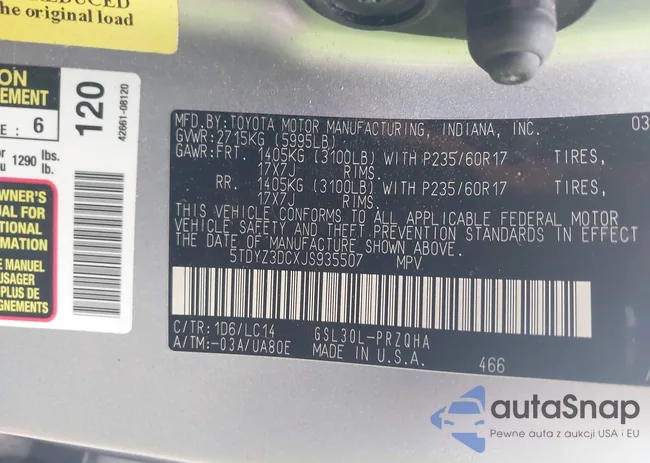 REDUCED
the original load
ON
EMENT
E : 6
or 1290 lbs.
lb.
120
42661-08120
OWNER'S
UAL FOR
TIONAL
RMATION
E MANUEL
USAGER
PLUS DE
GNEMENTS
MFD. BY: TOYOTA MOTOR MANUFACTURING, INDIANA, INC. 03
GVWR: 2715KG (5995LB)
GAWR: FRT. 1405KG (3100LB) WITH P235/60R17 TIRES,
17X7J RIMS.
RR. 1405KG (3100LB) WITH P235/60R17 TIRES,
17X7J RIMS.
THIS VEHICLE CONFORMS TO ALL APPLICABLE FEDERAL MOTOR
VEHICLE SAFETY AND THEFT PREVENTION STANDARDS IN EFFECT
THE DATE OF MANUFACTURE SHOWN ABOVE.
5TDYZ3DCXJS935507 MPV
C/TR: 1D6/LC14 GSL30L-PRZQHA
A/TM: -03A/UA80E MADE IN U.S.A. 466
autaSnap
Pewne auta z aukcji USA i EU